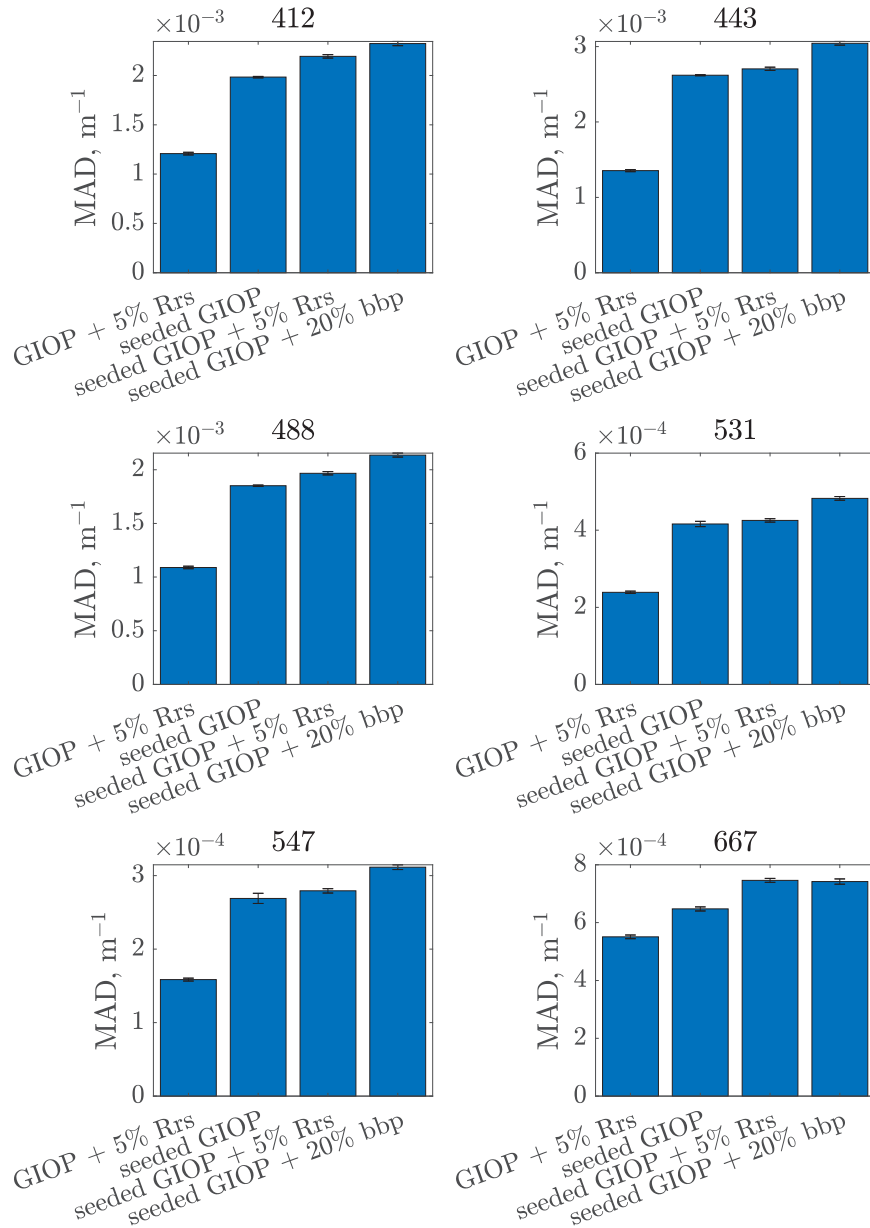 ×10⁻³ 412
MAD, m⁻¹
2
1.5
1
0.5
0
GIOP + 5% Rrs
seeded GIOP
seeded GIOP + 5% Rrs
seeded GIOP + 20% bbp
×10⁻³ 443
MAD, m⁻¹
3
2
1
0
GIOP + 5% Rrs
seeded GIOP
seeded GIOP + 5% Rrs
seeded GIOP + 20% bbp
×10⁻³ 488
MAD, m⁻¹
2
1.5
1
0.5
0
GIOP + 5% Rrs
seeded GIOP
seeded GIOP + 5% Rrs
seeded GIOP + 20% bbp
×10⁻⁴ 531
MAD, m⁻¹
6
4
2
0
GIOP + 5% Rrs
seeded GIOP
seeded GIOP + 5% Rrs
seeded GIOP + 20% bbp
×10⁻⁴ 547
MAD, m⁻¹
3
2
1
0
GIOP + 5% Rrs
seeded GIOP
seeded GIOP + 5% Rrs
seeded GIOP + 20% bbp
×10⁻⁴ 667
MAD, m⁻¹
8
6
4
2
0
GIOP + 5% Rrs
seeded GIOP
seeded GIOP + 5% Rrs
seeded GIOP + 20% bbp